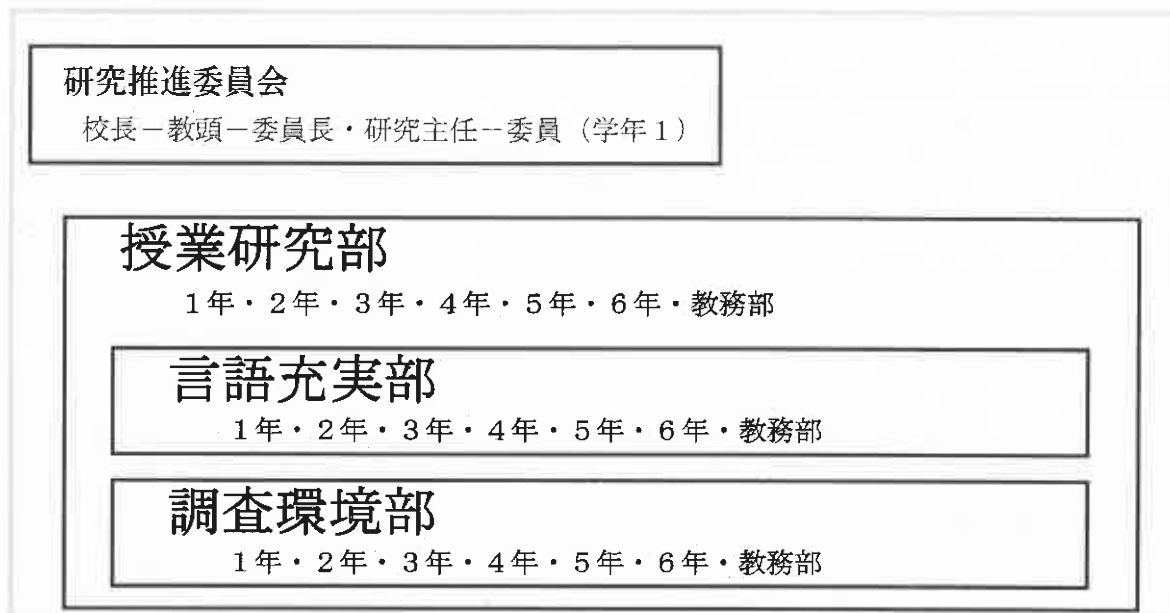 研究推進委員会
校長－教頭－委員長・研究主任－委員（学年１）
授業研究部
１年・２年・３年・４年・５年・６年・教務部
言語充実部
１年・２年・３年・４年・５年・６年・教務部
調査環境部
１年・２年・３年・４年・５年・６年・教務部